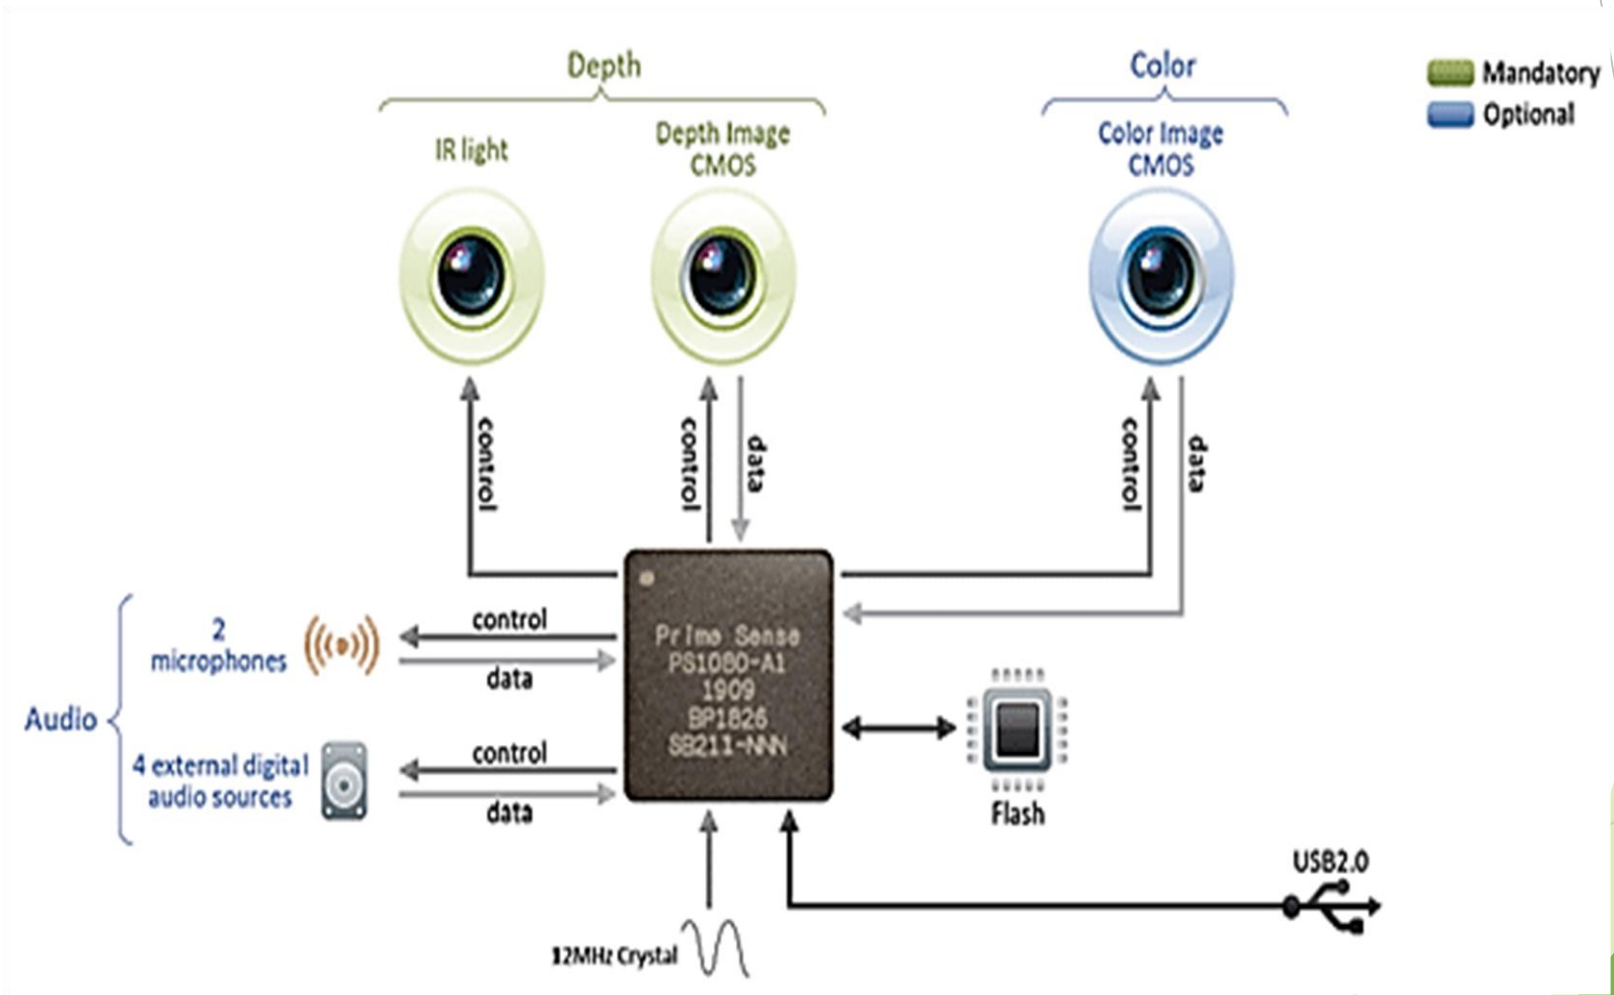 Depth
Color
Mandatory
Optional
IR light
Depth Image
CMOS
Color Image
CMOS
control
control
data
control
data
2
microphones
control
data
Audio
4 external digital
audio sources
control
data
Prime Sense
PS1080-A1
1909
BP1826
SB211-NNN
Flash
USB2.0
12MHz Crystal